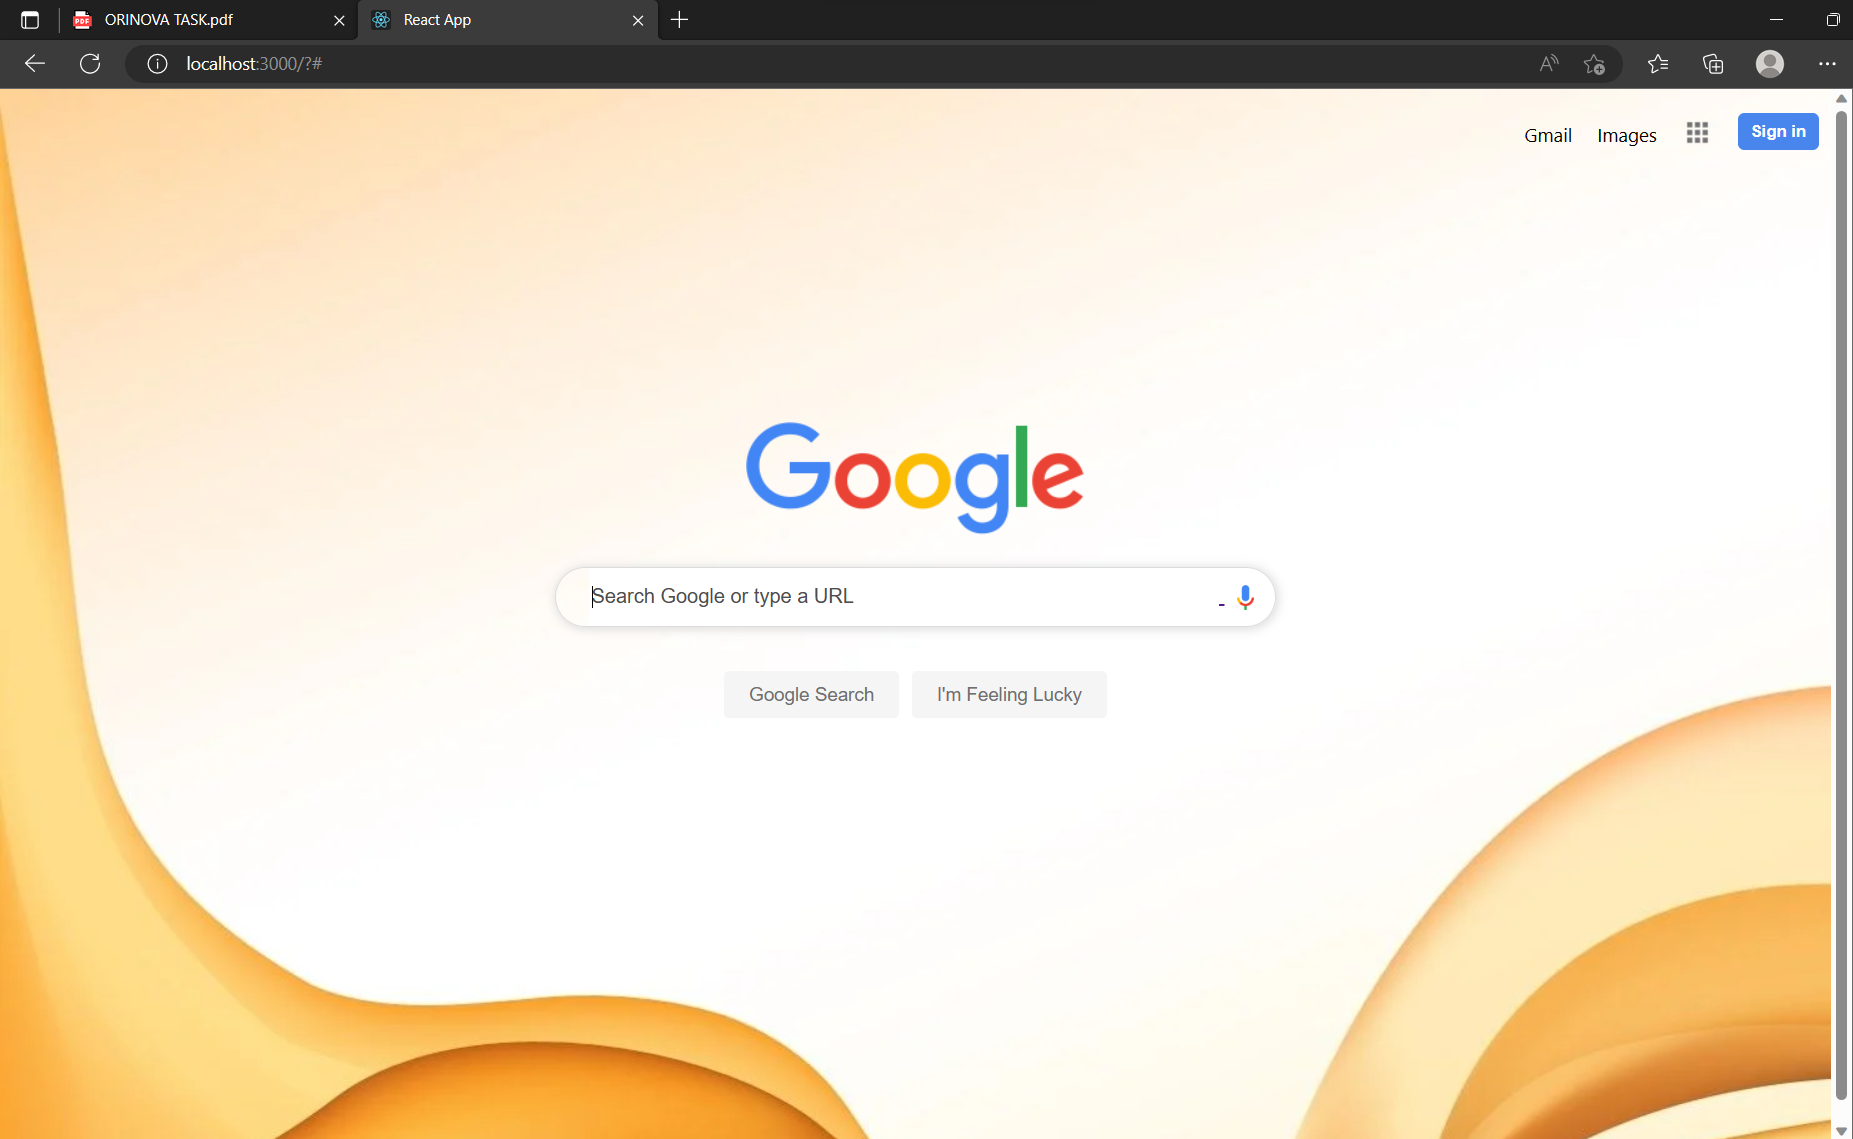 ORINOVA TASK.pdf
React App
localhost:3000/?#
Gmail Images Sign in
Google
Search Google or type a URL
Google Search I'm Feeling Lucky